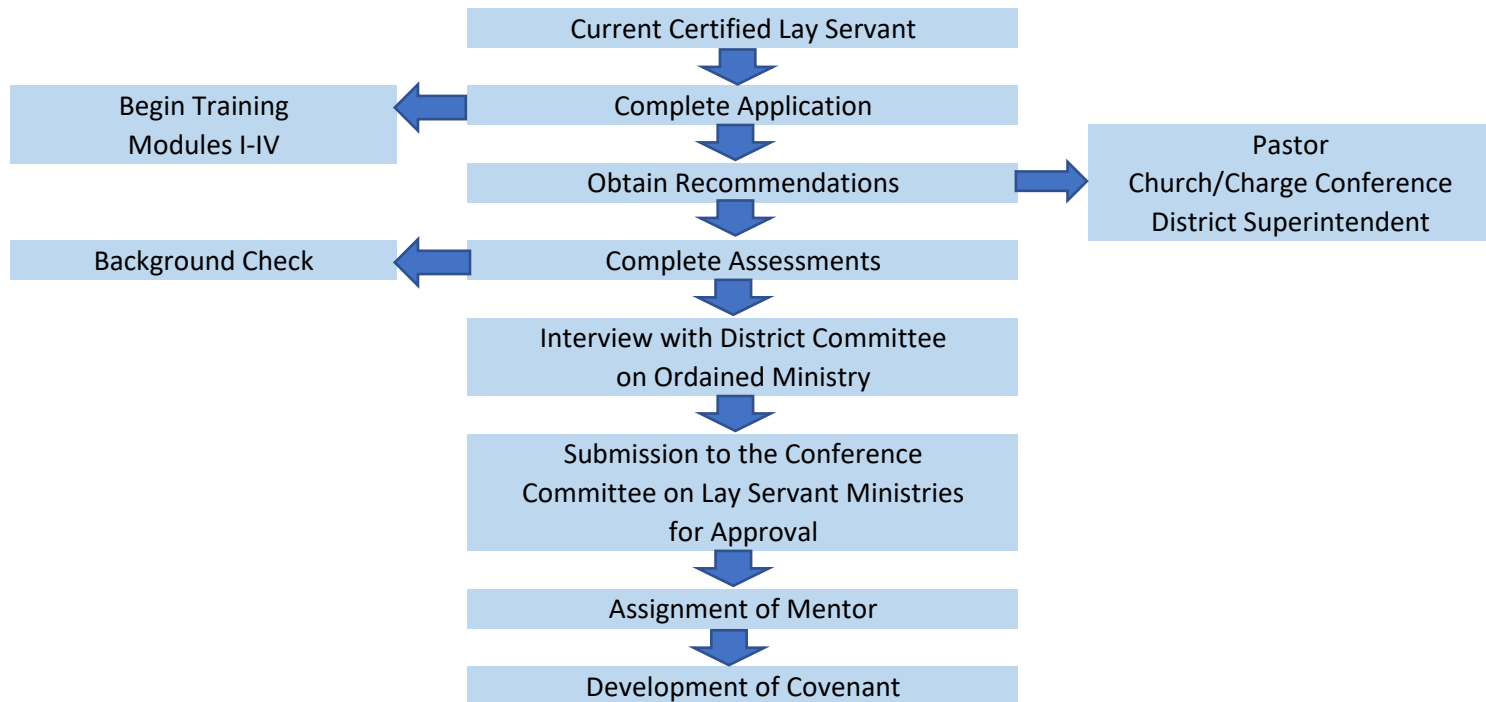 Current Certified Lay Servant
Begin Training
Modules I-IV
Complete Application
Obtain Recommendations
Pastor
Church/Charge Conference
District Superintendent
Background Check
Complete Assessments
Interview with District Committee
on Ordained Ministry
Submission to the Conference
Committee on Lay Servant Ministries
for Approval
Assignment of Mentor
Development of Covenant